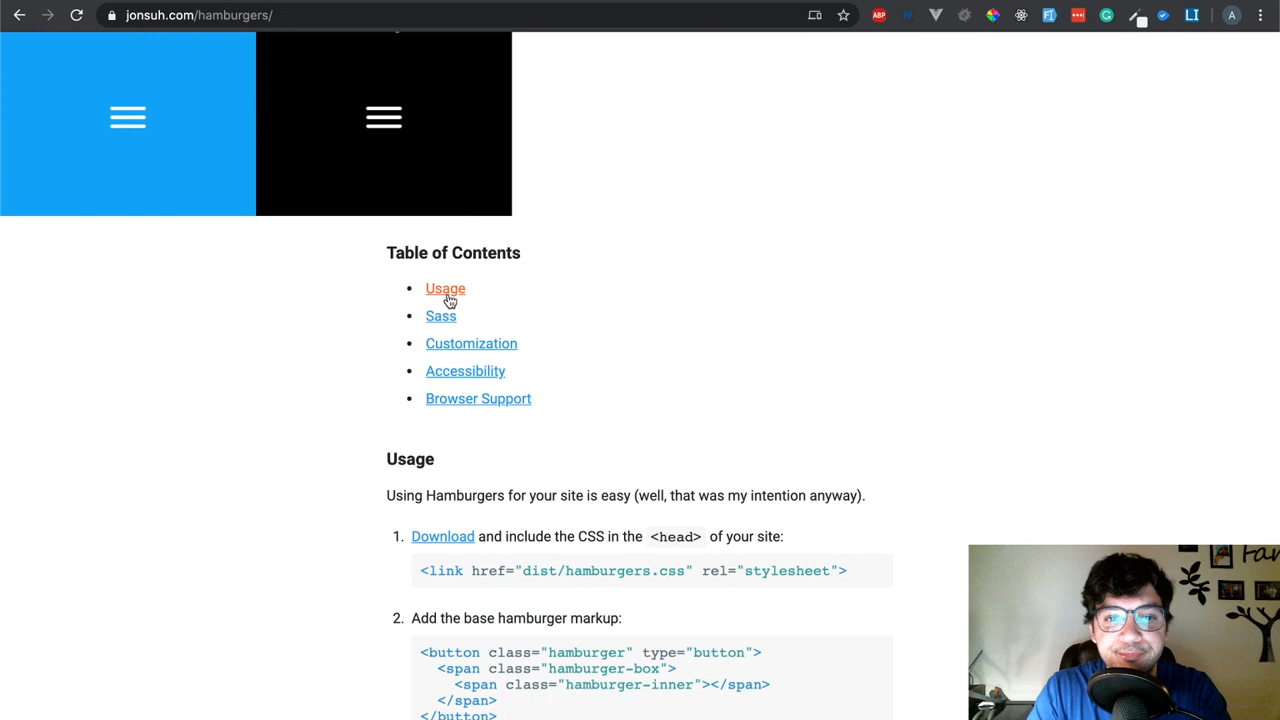 jonsuh.com/hamburgers/
ABP
LI
A
Table of Contents
• Usage
• Sass
• Customization
• Accessibility
• Browser Support
Usage
Using Hamburgers for your site is easy (well, that was my intention anyway).
1. Download and include the CSS in the <head> of your site:
<link href="dist/hamburgers.css" rel="stylesheet">
2. Add the base hamburger markup:
<button class="hamburger" type="button">
<span class="hamburger-box">
<span class="hamburger-inner"></span>
</span>
</button>